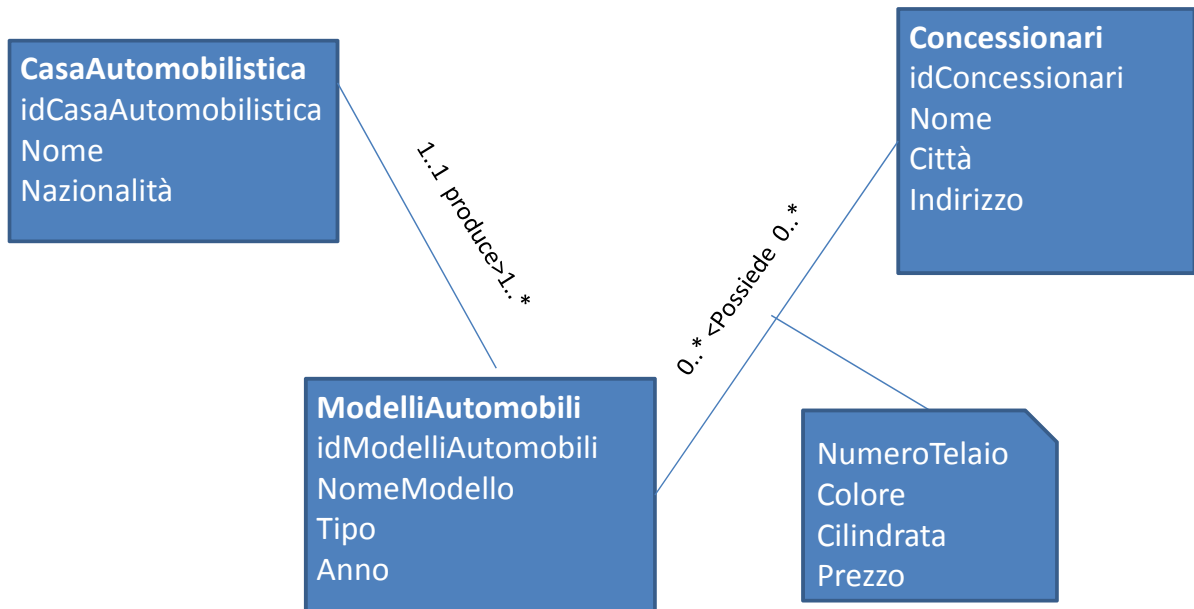 CasaAutomobilistica
idCasaAutomobilistica
Nome
Nazionalità
1..1 produce>1..*
Concessionari
idConcessionari
Nome
Città
Indirizzo
0..* <Possiede 0..*
ModelliAutomobili
idModelliAutomobili
NomeModello
Tipo
Anno
NumeroTelaio
Colore
Cilindrata
Prezzo